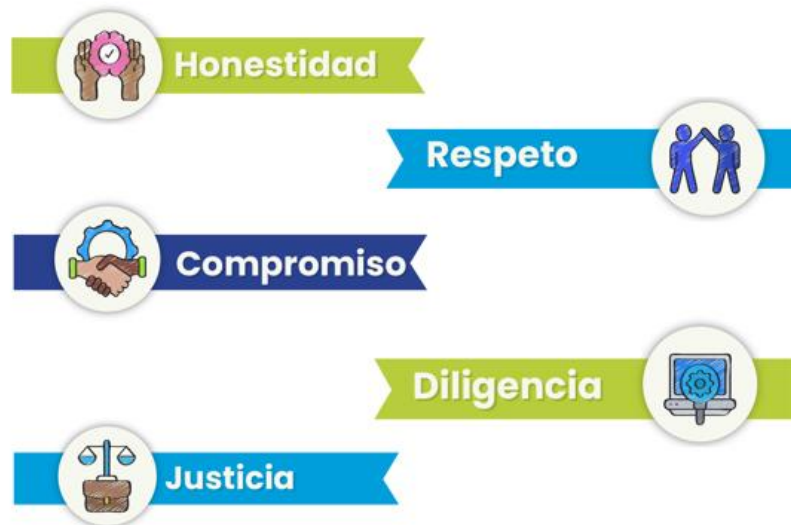 Honestidad
Respeto
Compromiso
Diligencia
Justicia